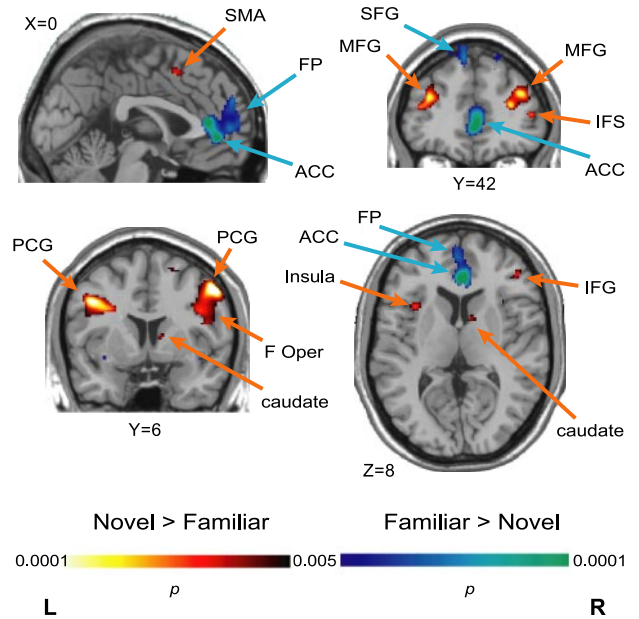 X=0
SMA
FP
ACC
SFG
MFG
MFG
IFS
ACC
Y=42
PCG
PCG
F Oper
caudate
Y=6
FP
ACC
Insula
IFG
caudate
Z=8
Novel > Familiar
Familiar > Novel
0.0001
0.005
0.0001
p
p
L
R